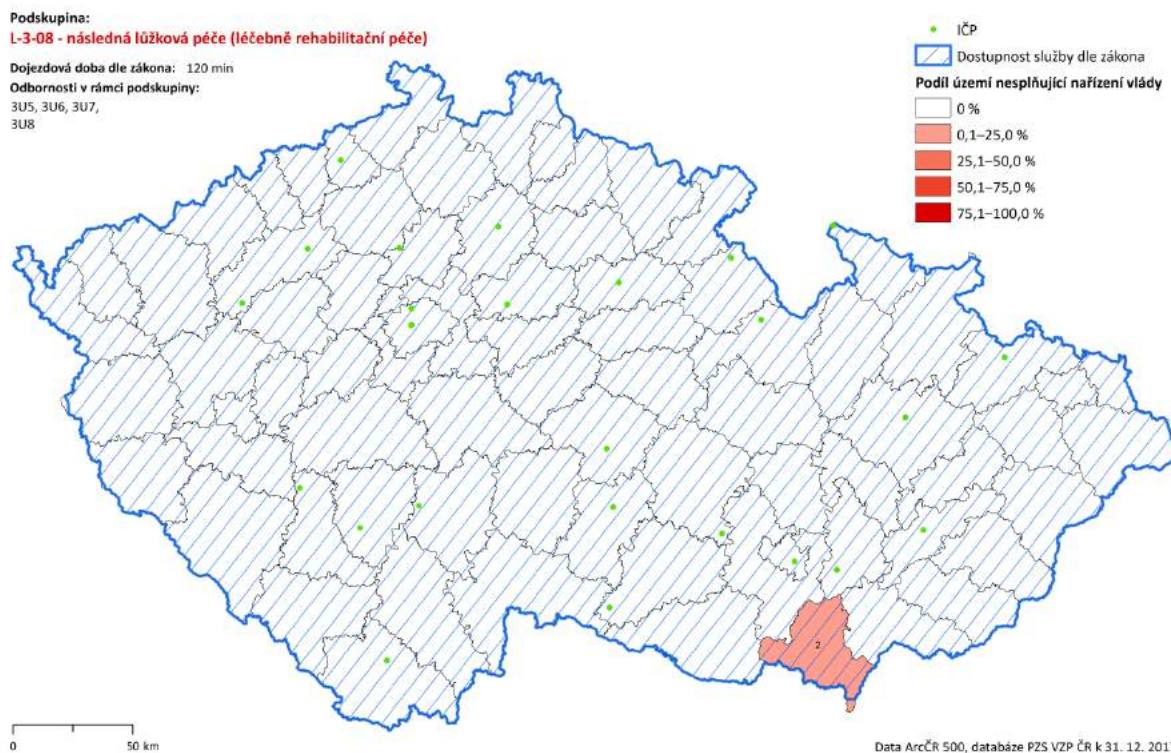 Podskupina:
L-3-08 - následná lůžková péče (léčebně rehabilitační péče)
Dojezdová doba dle zákona: 120 min
Odbornosti v rámci podskupiny:
3U5, 3U6, 3U7,
3U8
IČP
Dostupnost služby dle zákona
Podíl území nesplňující nařízení vlády
0 %
0,1–25,0 %
25,1–50,0 %
50,1–75,0 %
75,1–100,0 %
2
0 50 km
Data ArcČR 500, databáze PZS VZP ČR k 31. 12.